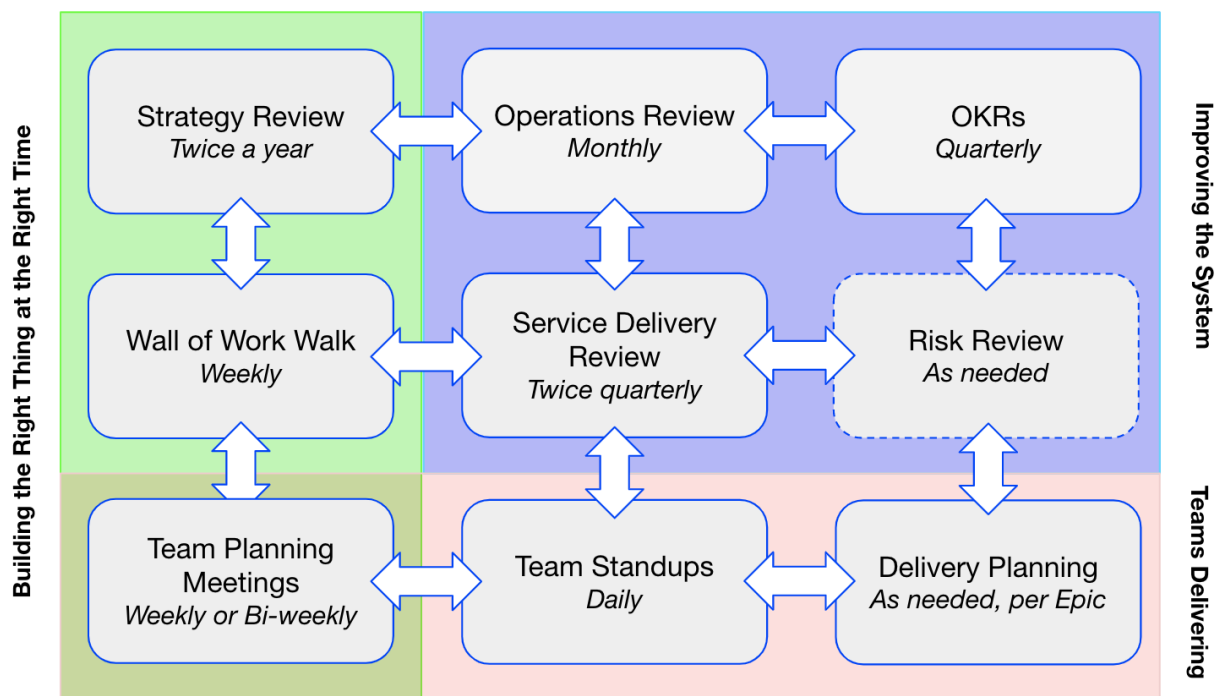 Building the Right Thing at the Right Time
Strategy Review
Twice a year
Operations Review
Monthly
OKRs
Quarterly
Improving the System
Wall of Work Walk
Weekly
Service Delivery
Review
Twice quarterly
Risk Review
As needed
Team Planning
Meetings
Weekly or Bi-weekly
Team Standups
Daily
Delivery Planning
As needed, per Epic
Teams Delivering